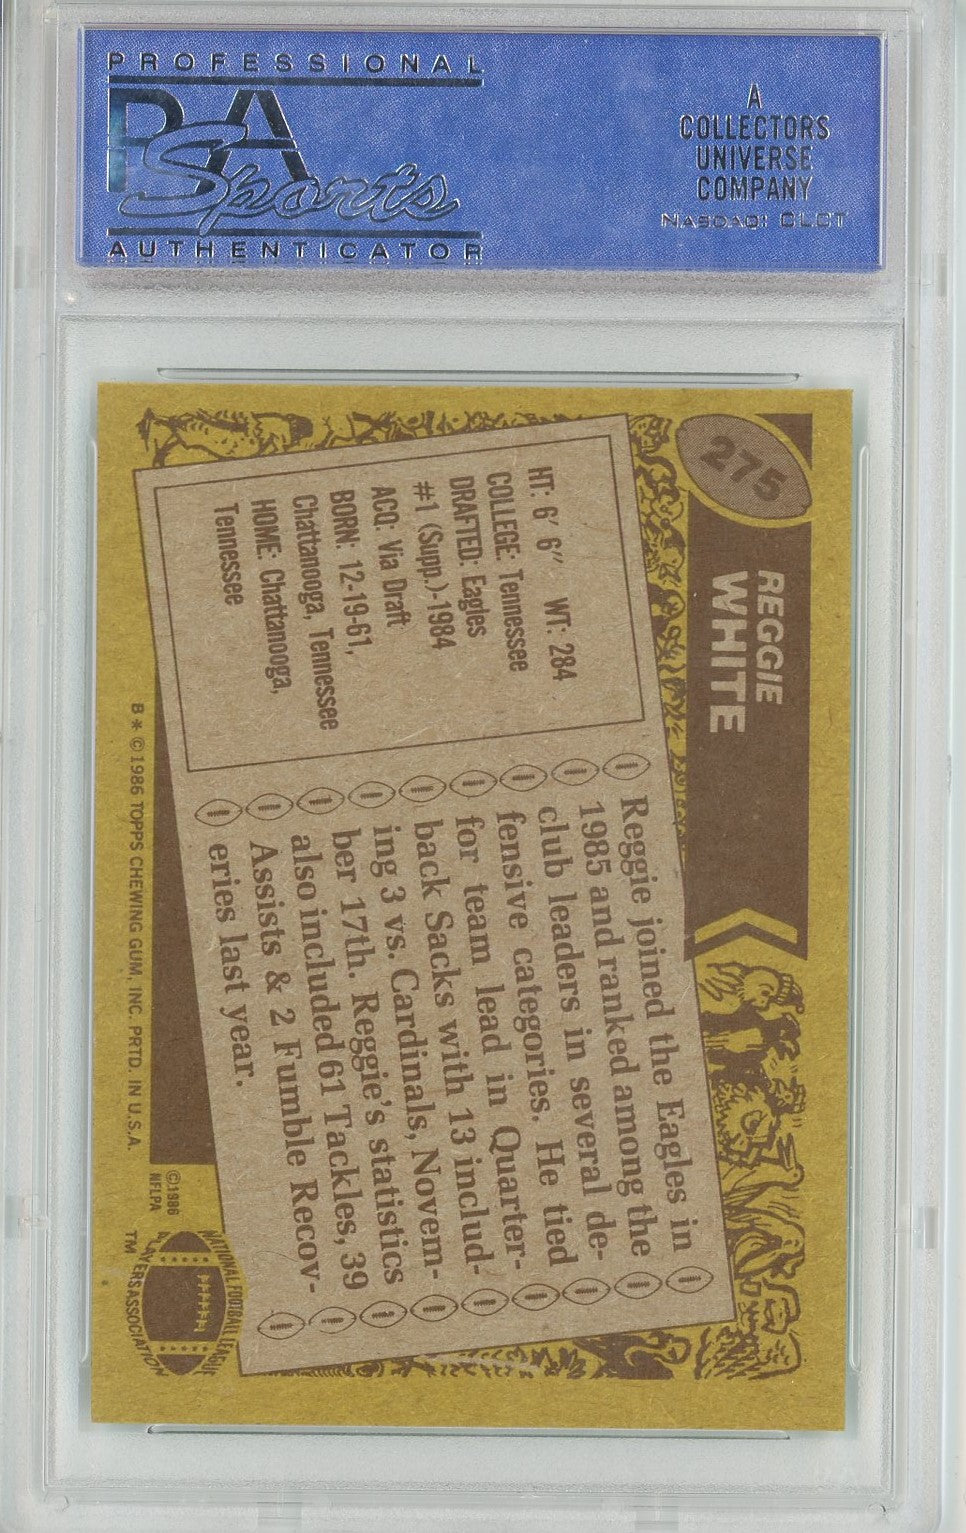 PROFESSIONAL
PSA
Sports
AUTHENTICATOR
A
COLLECTORS
UNIVERSE
COMPANY
NASDAQ: CLCT
275
REGGIE
WHITE
HT: 6′ 6″ WT: 284
COLLEGE: Tennessee
DRAFTED: Eagles
#1 (Supp.)-1984
ACQ: Via Draft
BORN: 12-19-61,
Chattanooga, Tennessee
HOME: Chattanooga,
Tennessee
Reggie joined the Eagles in
1985 and ranked among the
club leaders in several de-
fensive categories. He tied
for team lead in Quarter-
back Sacks with 13 includ-
ing 3 vs. Cardinals, Novem-
ber 17th. Reggie's statistics
also included 61 Tackles, 39
Assists & 2 Fumble Recov-
eries last year.
B * © 1986 TOPPS CHEWING GUM, INC. PRTD. IN U.S.A.
© 1986
NFLPA
NATIONAL FOOTBALL LEAGUE
PLAYERS ASSOCIATION
TM